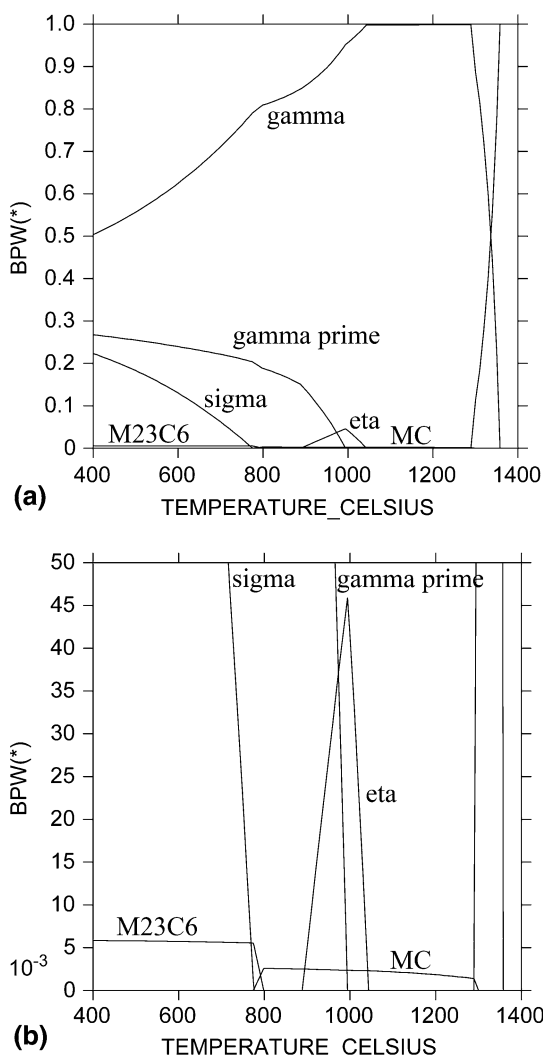 1.0
0.9
0.8
gamma
0.7
0.6
BPW(*)
0.5
0.4
0.3
gamma prime
0.2
sigma
0.1
eta
M23C6
MC
0
400 600 800 1000 1200 1400
(a)
TEMPERATURE_CELSIUS
50
sigma gamma prime
45
40
35
30
BPW(*)
25
eta
20
15
10
M23C6
5
MC
10-3
0
400 600 800 1000 1200 1400
(b)
TEMPERATURE_CELSIUS